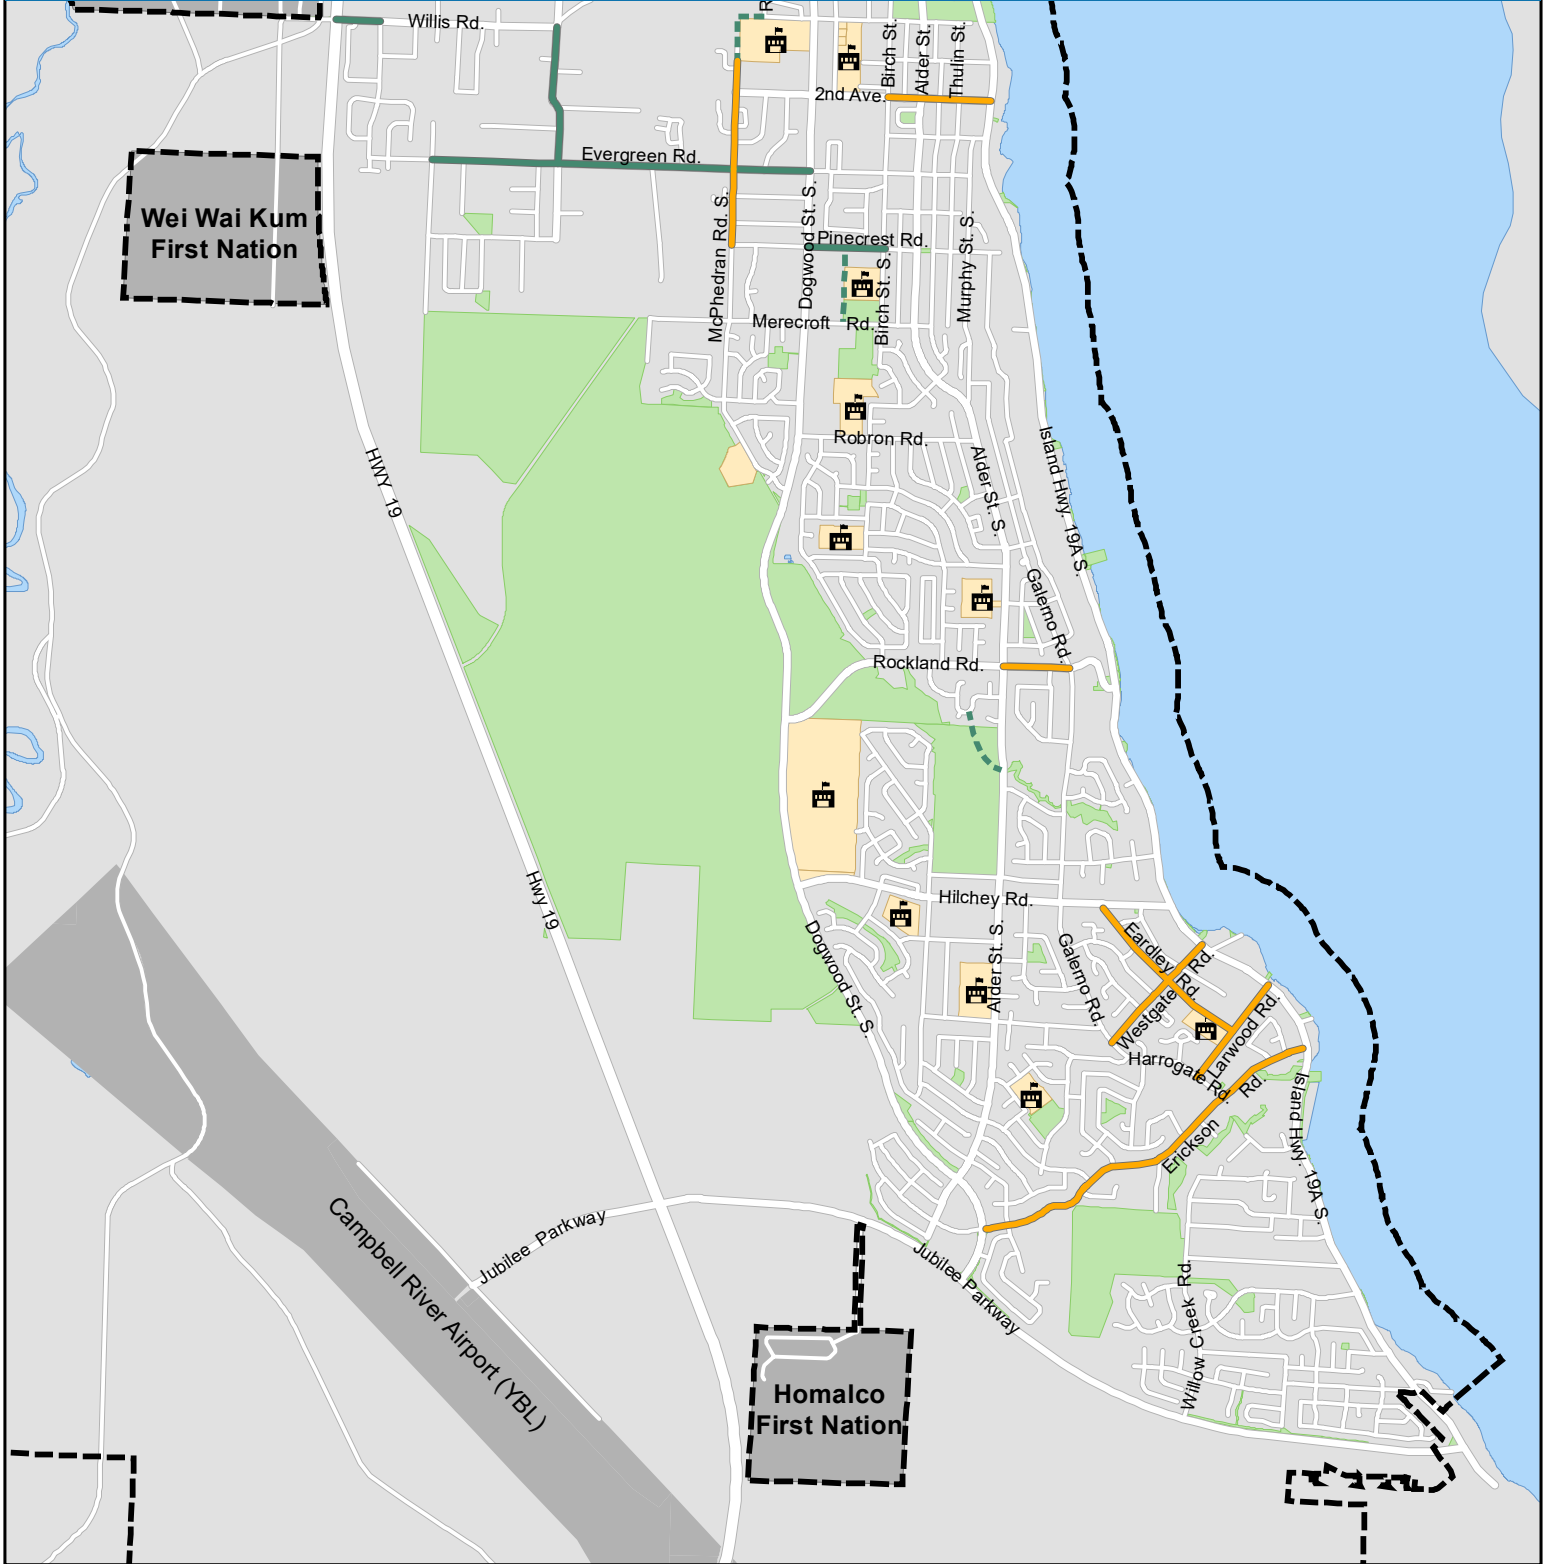 R
Willis Rd.
Birch St.
Alder St.
Thulin St.
2nd Ave.
Evergreen Rd.
Wei Wai Kum
First Nation
McPhedran Rd. S.
Dogwood St. S.
Pinecrest Rd.
Birch St. S.
Murphy St. S.
Merecroft Rd.
Robron Rd.
HWY 19
Alder St. S.
Island Hwy. 19A S.
Galerno Rd.
Rockland Rd.
Hwy 19
Hilchey Rd.
Dogwood St. S.
Alder St. S.
Galerno Rd.
Eardley Rd.
Westgate Rd.
Larwood Rd.
Harrogate Rd.
Erickson Rd.
Island Hwy. 19A S.
Campbell River Airport (YBL)
Jubilee Parkway
Jubilee Parkway
Willow Creek Rd.
Homalco
First Nation